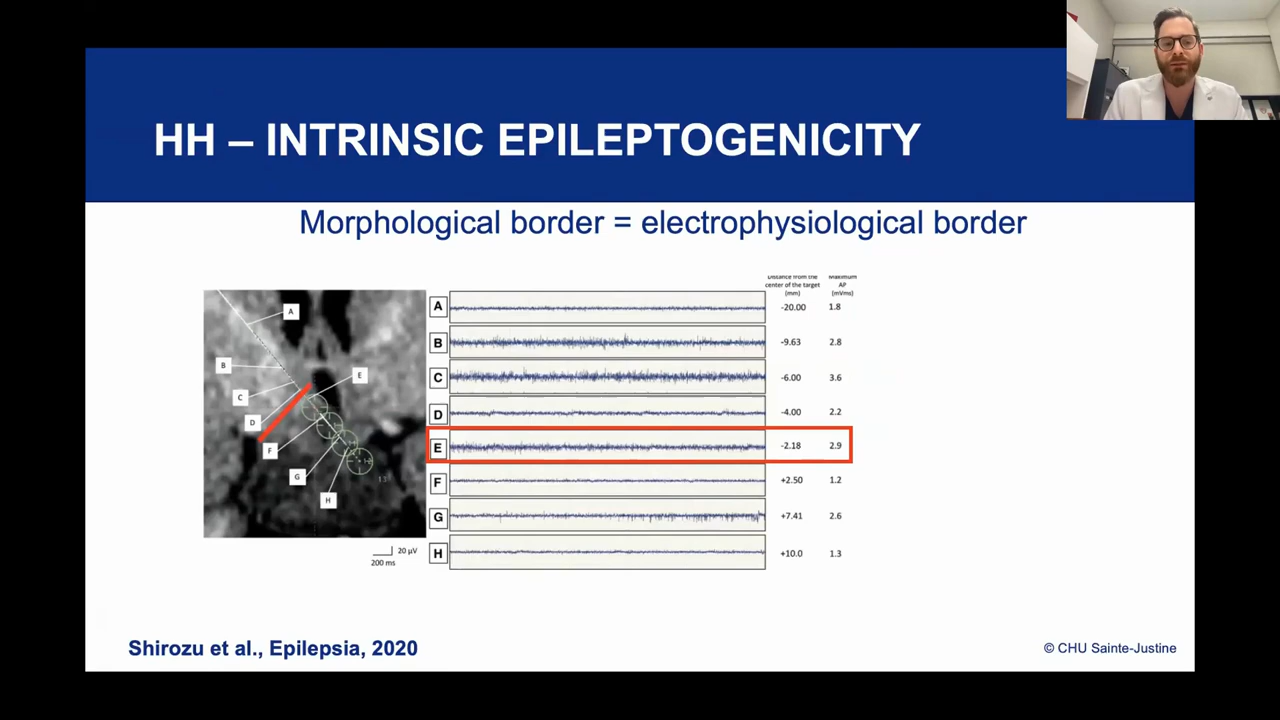 HH – INTRINSIC EPILEPTOGENICITY
Morphological border = electrophysiological border
Distance from the center of the target (mm)
Maximum AP (mVms)
A -20.00 1.8
B -9.63 2.8
C -6.00 3.6
D -4.00 2.2
E -2.18 2.9
F +2.50 1.2
G +7.41 2.6
H +10.0 1.3
A
B
E
C
D
F
G
H
20 µV
200 ms
Shirozu et al., Epilepsia, 2020
© CHU Sainte-Justine